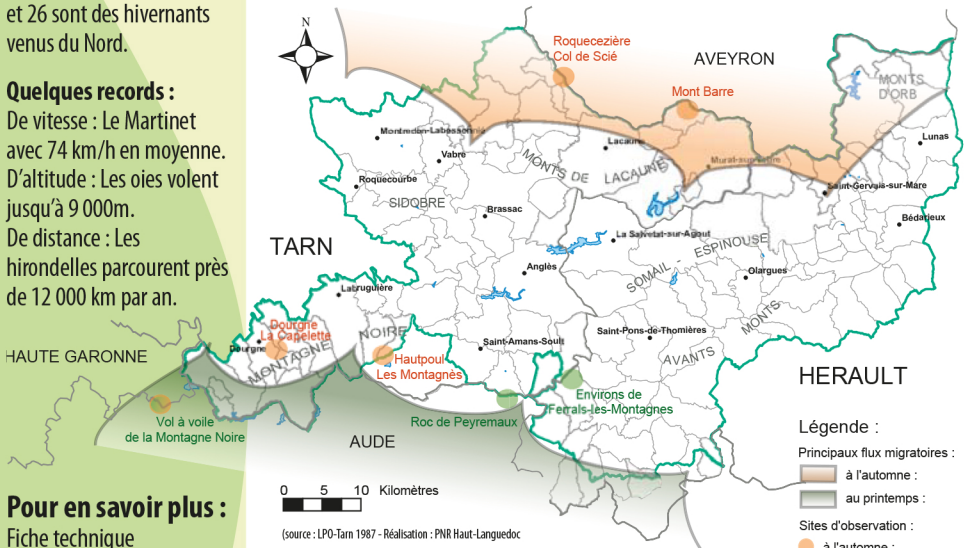 et 26 sont des hivernants
venus du Nord.
Quelques records :
De vitesse : Le Martinet
avec 74 km/h en moyenne.
D'altitude : Les oies volent
jusqu'à 9 000m.
De distance : Les
hirondelles parcourent près
de 12 000 km par an.
Pour en savoir plus :
Fiche technique
N
Roquecezière
Col de Scié
AVEYRON
Mont Barre
MONTS
D'ORB
Montredon-Labessonnié
Vabre
Lacaune
Murat-sur-Vèbre
Lunas
MONTS DE LACAUNE
Roquecourbe
SIDOBRE
Saint-Gervais-sur-Mare
Brassac
Bédarieux
TARN
La Salvetat-sur-Agout
SOMAIL - ESPINOUSE
Anglès
Olargues
Labruguière
MONTS
Dourgne
La Capelette
NOIRE
Saint-Pons-de-Thomières
Dourgne
MONTAGNE
Saint-Amans-Soult
AVANTS
HAUTE GARONNE
Hautpoul
Les Montagnès
HERAULT
Environs de
Ferrals-les-Montagnes
Vol à voile
de la Montagne Noire
Roc de Peyremaux
AUDE
Légende :
Principaux flux migratoires :
à l'automne :
au printemps :
Sites d'observation :
à l'automne :
0 5 10 Kilomètres
(source : LPO-Tarn 1987 - Réalisation : PNR Haut-Languedoc